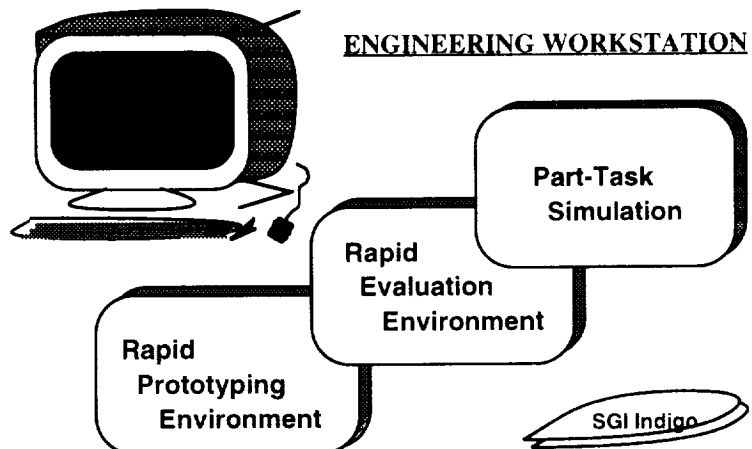 ENGINEERING WORKSTATION
Part-Task
Simulation
Rapid
Evaluation
Environment
Rapid
Prototyping
Environment
SGI Indigo